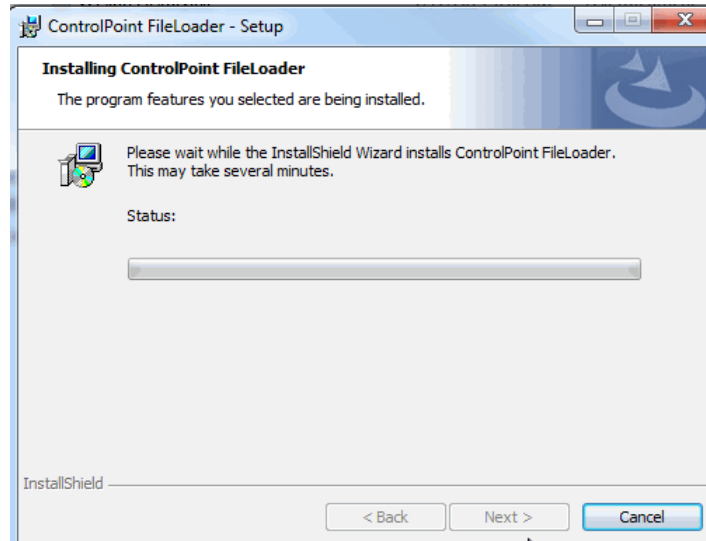 ControlPoint FileLoader - Setup
Installing ControlPoint FileLoader
The program features you selected are being installed.
Please wait while the InstallShield Wizard installs ControlPoint FileLoader.
This may take several minutes.
Status:
InstallShield
< Back
Next >
Cancel